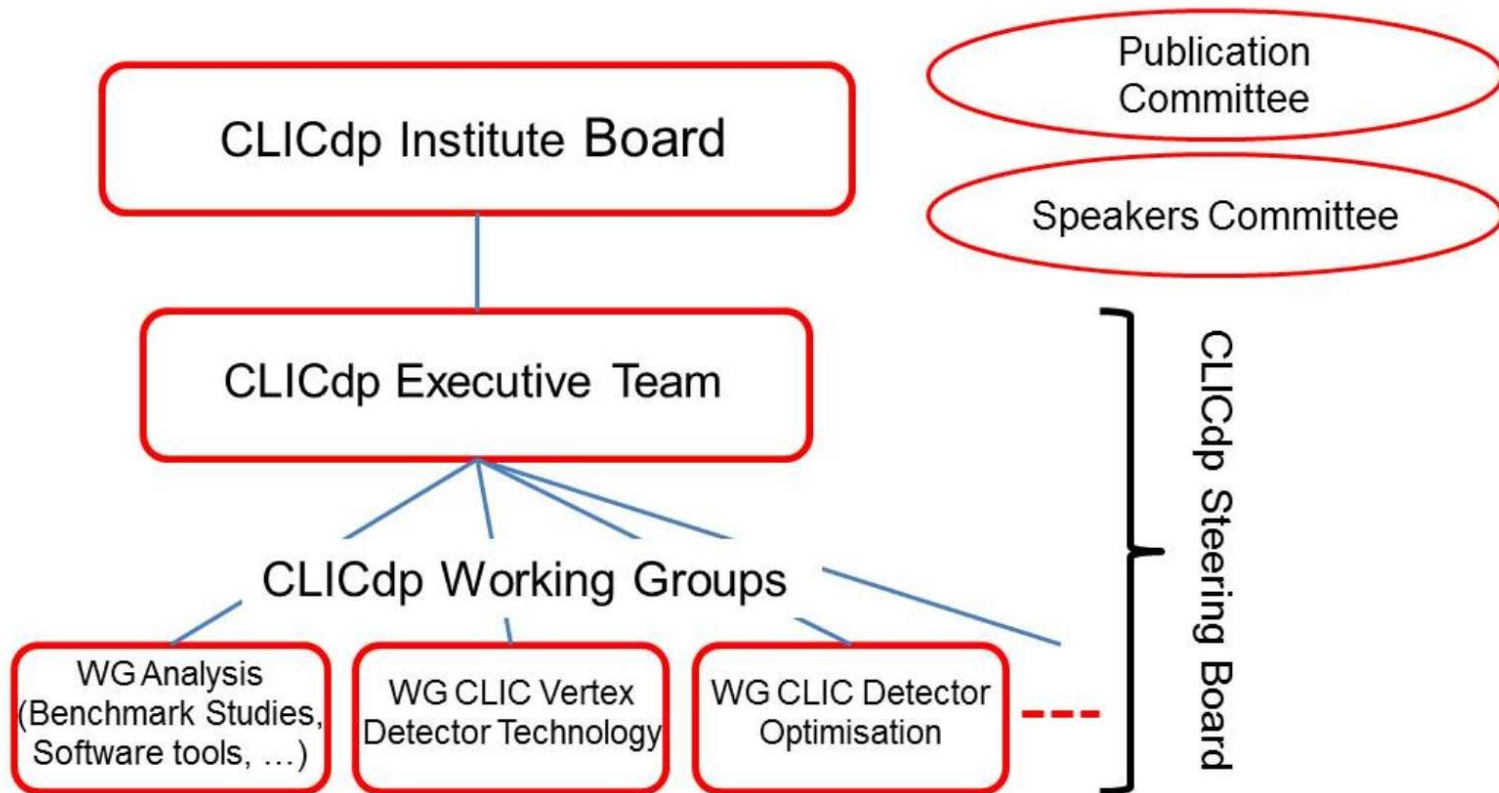 CLICdp Institute Board
Publication
Committee
Speakers Committee
CLICdp Executive Team
CLICdp Working Groups
WG Analysis
(Benchmark Studies,
Software tools, …)
WG CLIC Vertex
Detector Technology
WG CLIC Detector
Optimisation
CLICdp Steering Board